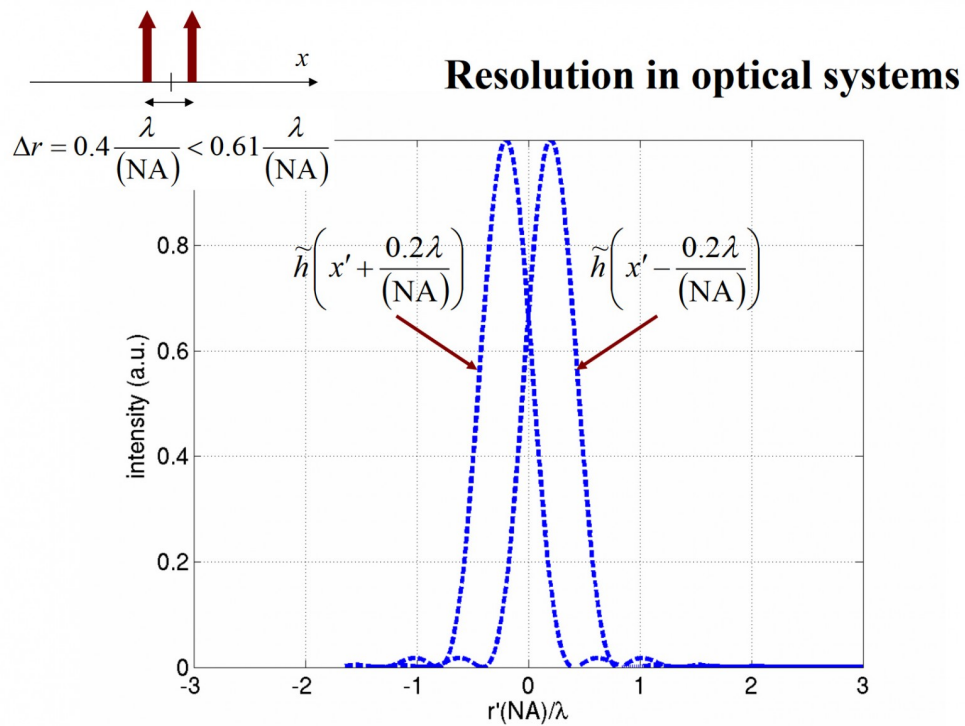 x
Resolution in optical systems
Δr = 0.4 λ/(NA) < 0.61 λ/(NA)
h̃(x′ + 0.2λ/(NA))
h̃(x′ − 0.2λ/(NA))
intensity (a.u.)
0.8
0.6
0.4
0.2
0
-3 -2 -1 0 1 2 3
r'(NA)/λ